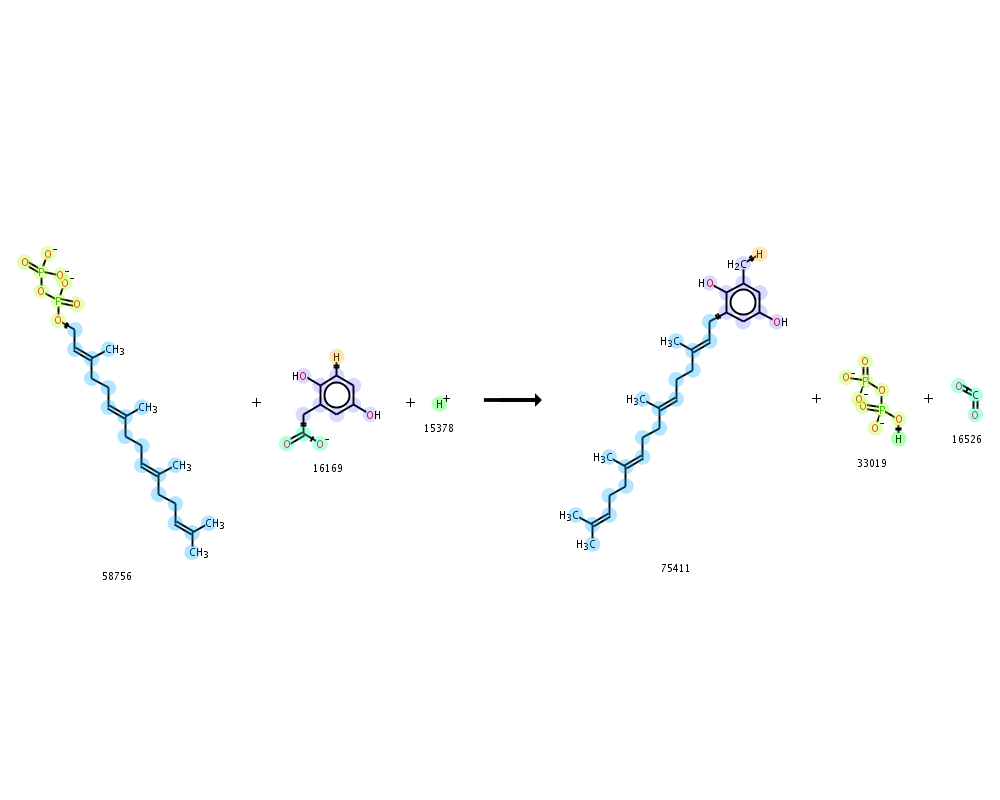 O O⁻
P O⁻
O⁻
O P O
O
CH₃
CH₃
CH₃
CH₃
CH₃
58756
+
H
HO
OH
O O⁻
16169
+
H⁺
15378
H
H₂C
HO
OH
H₃C
H₃C
H₃C
H₃C
H₃C
75411
+
O
O⁻ P
O
O⁻ O P
O⁻ O
H
33019
+
O
C
O
16526